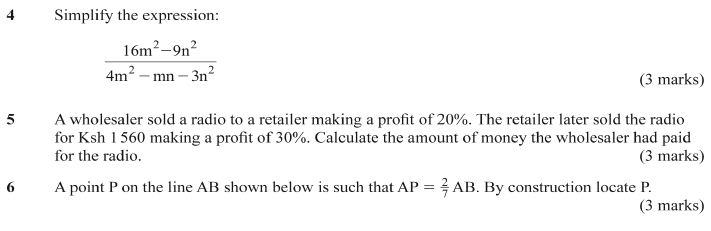 4 Simplify the expression:
16m²–9n²
4m² – mn – 3n²
(3 marks)
5 A wholesaler sold a radio to a retailer making a profit of 20%. The retailer later sold the radio
for Ksh 1 560 making a profit of 30%. Calculate the amount of money the wholesaler had paid
for the radio. (3 marks)
6 A point P on the line AB shown below is such that AP = 2/7 AB. By construction locate P.
(3 marks)